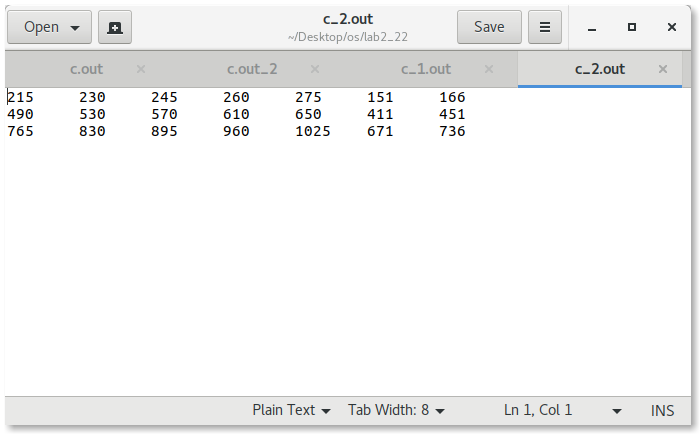 c_2.out
Open Save
~/Desktop/os/lab2_22
c.out c.out_2 c_1.out c_2.out
215 230 245 260 275 151 166
490 530 570 610 650 411 451
765 830 895 960 1025 671 736
Plain Text Tab Width: 8 Ln 1, Col 1 INS